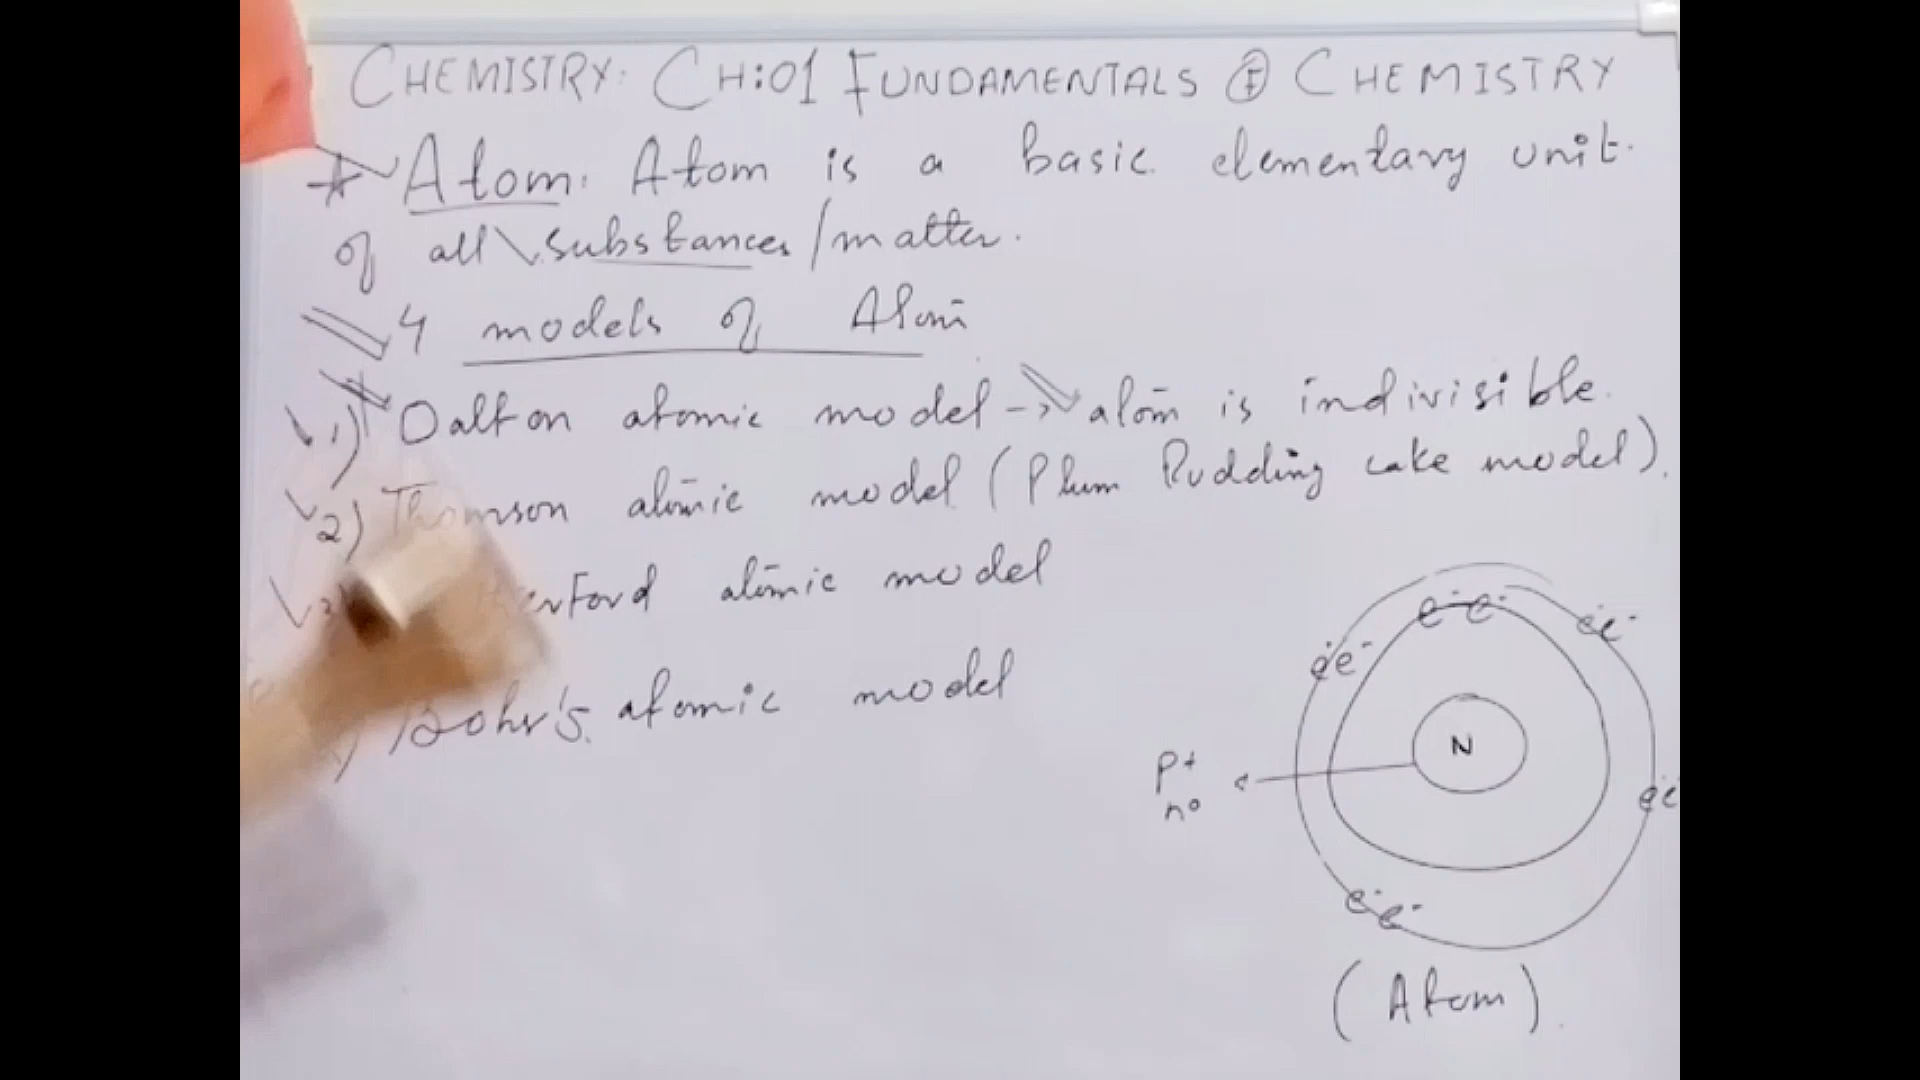 CHEMISTRY: CH:01 FUNDAMENTALS OF CHEMISTRY
Atom: Atom is a basic elementary unit.
of all substances/matter.
4 models of Atom
1) Dalton atomic model -> atom is indivisible.
2) Thomson atomic model (Plum Pudding cake model).
3) atomic model
Bohr's atomic model
e- e-
e e-
e e-
N
P+
n°
e e
e- e-
(Atom).